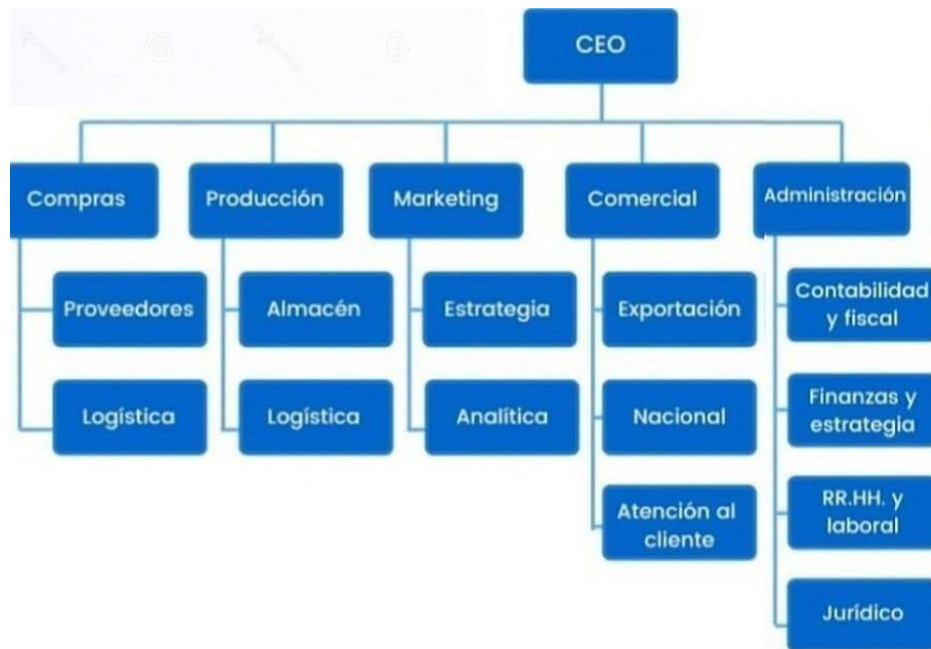 CEO
Compras
Producción
Marketing
Comercial
Administración
Proveedores
Almacén
Estrategia
Exportación
Contabilidad
y fiscal
Logística
Logística
Analítica
Nacional
Finanzas y
estrategia
Atención al
cliente
RR.HH. y
laboral
Jurídico